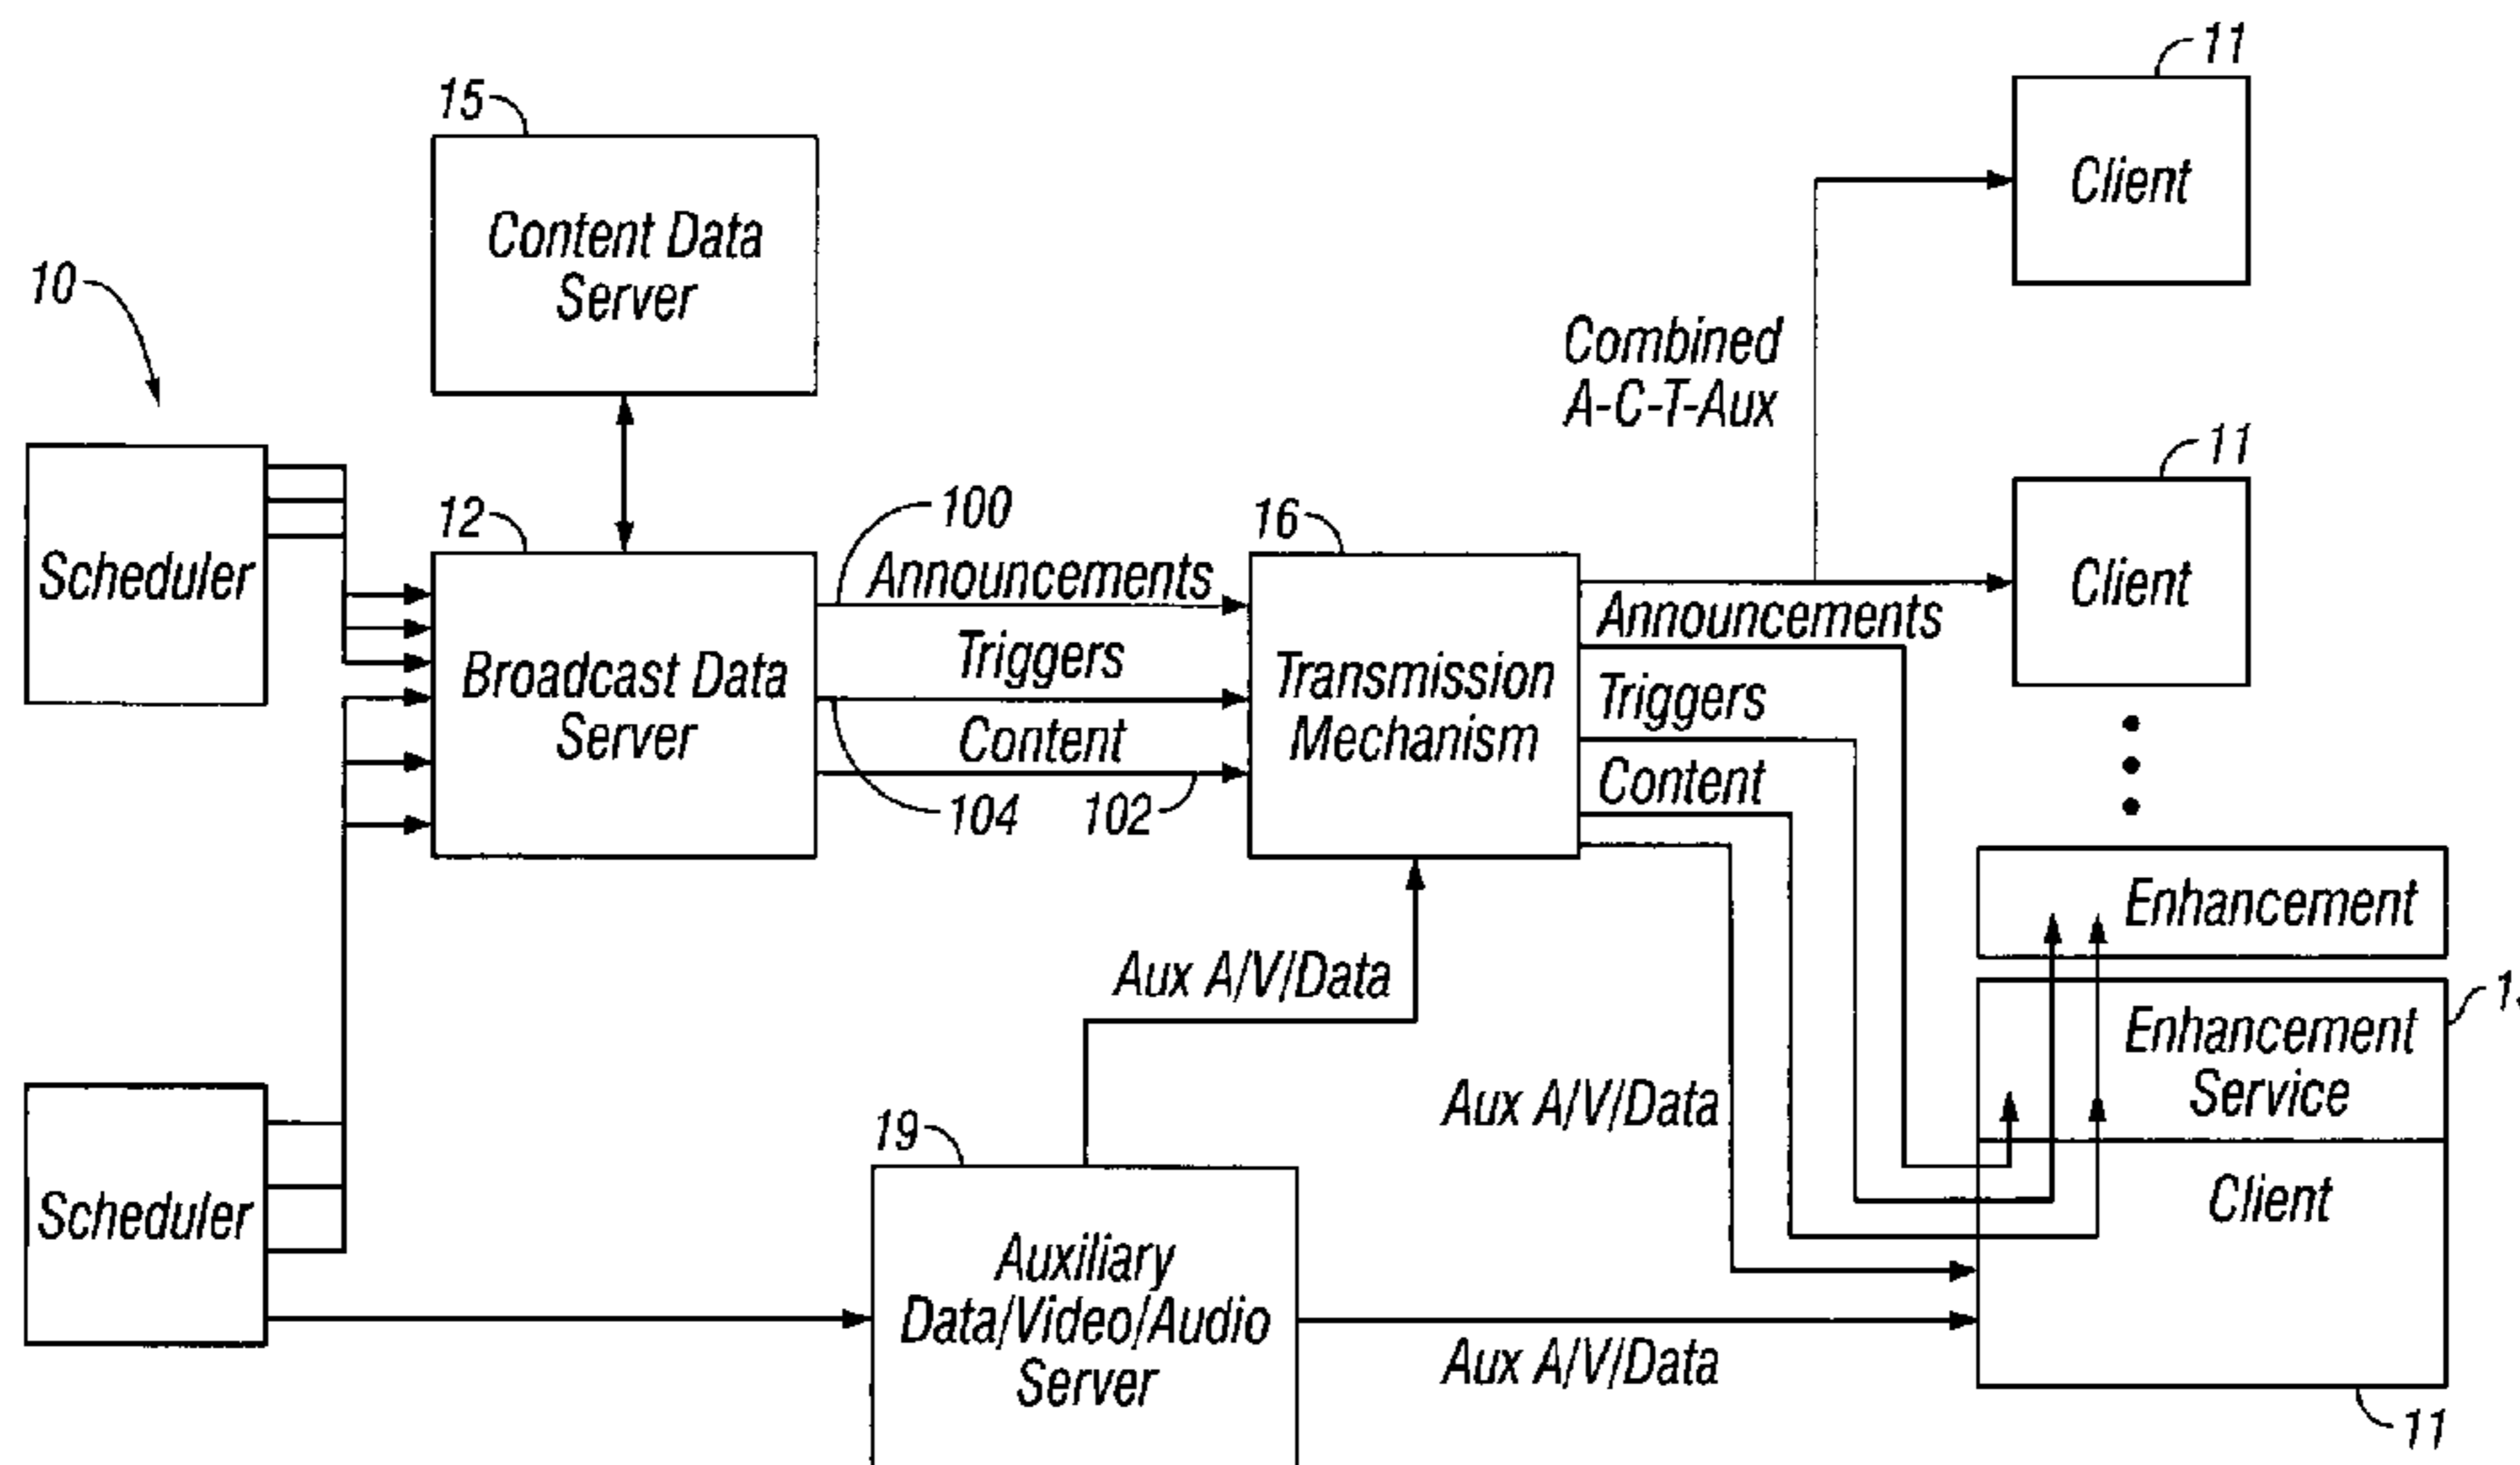 11
15
Client
Content Data
Server
10
Combined
A-C-T-Aux
11
12
100
16
Scheduler
Announcements
Client
Announcements
Triggers
Broadcast Data
Server
Transmission
Mechanism
Triggers
Content
Content
104
102
Enhancement
Aux A/V/Data
Enhancement
Service
Aux A/V/Data
19
Scheduler
Client
Auxiliary
Data/Video/Audio
Server
Aux A/V/Data
11